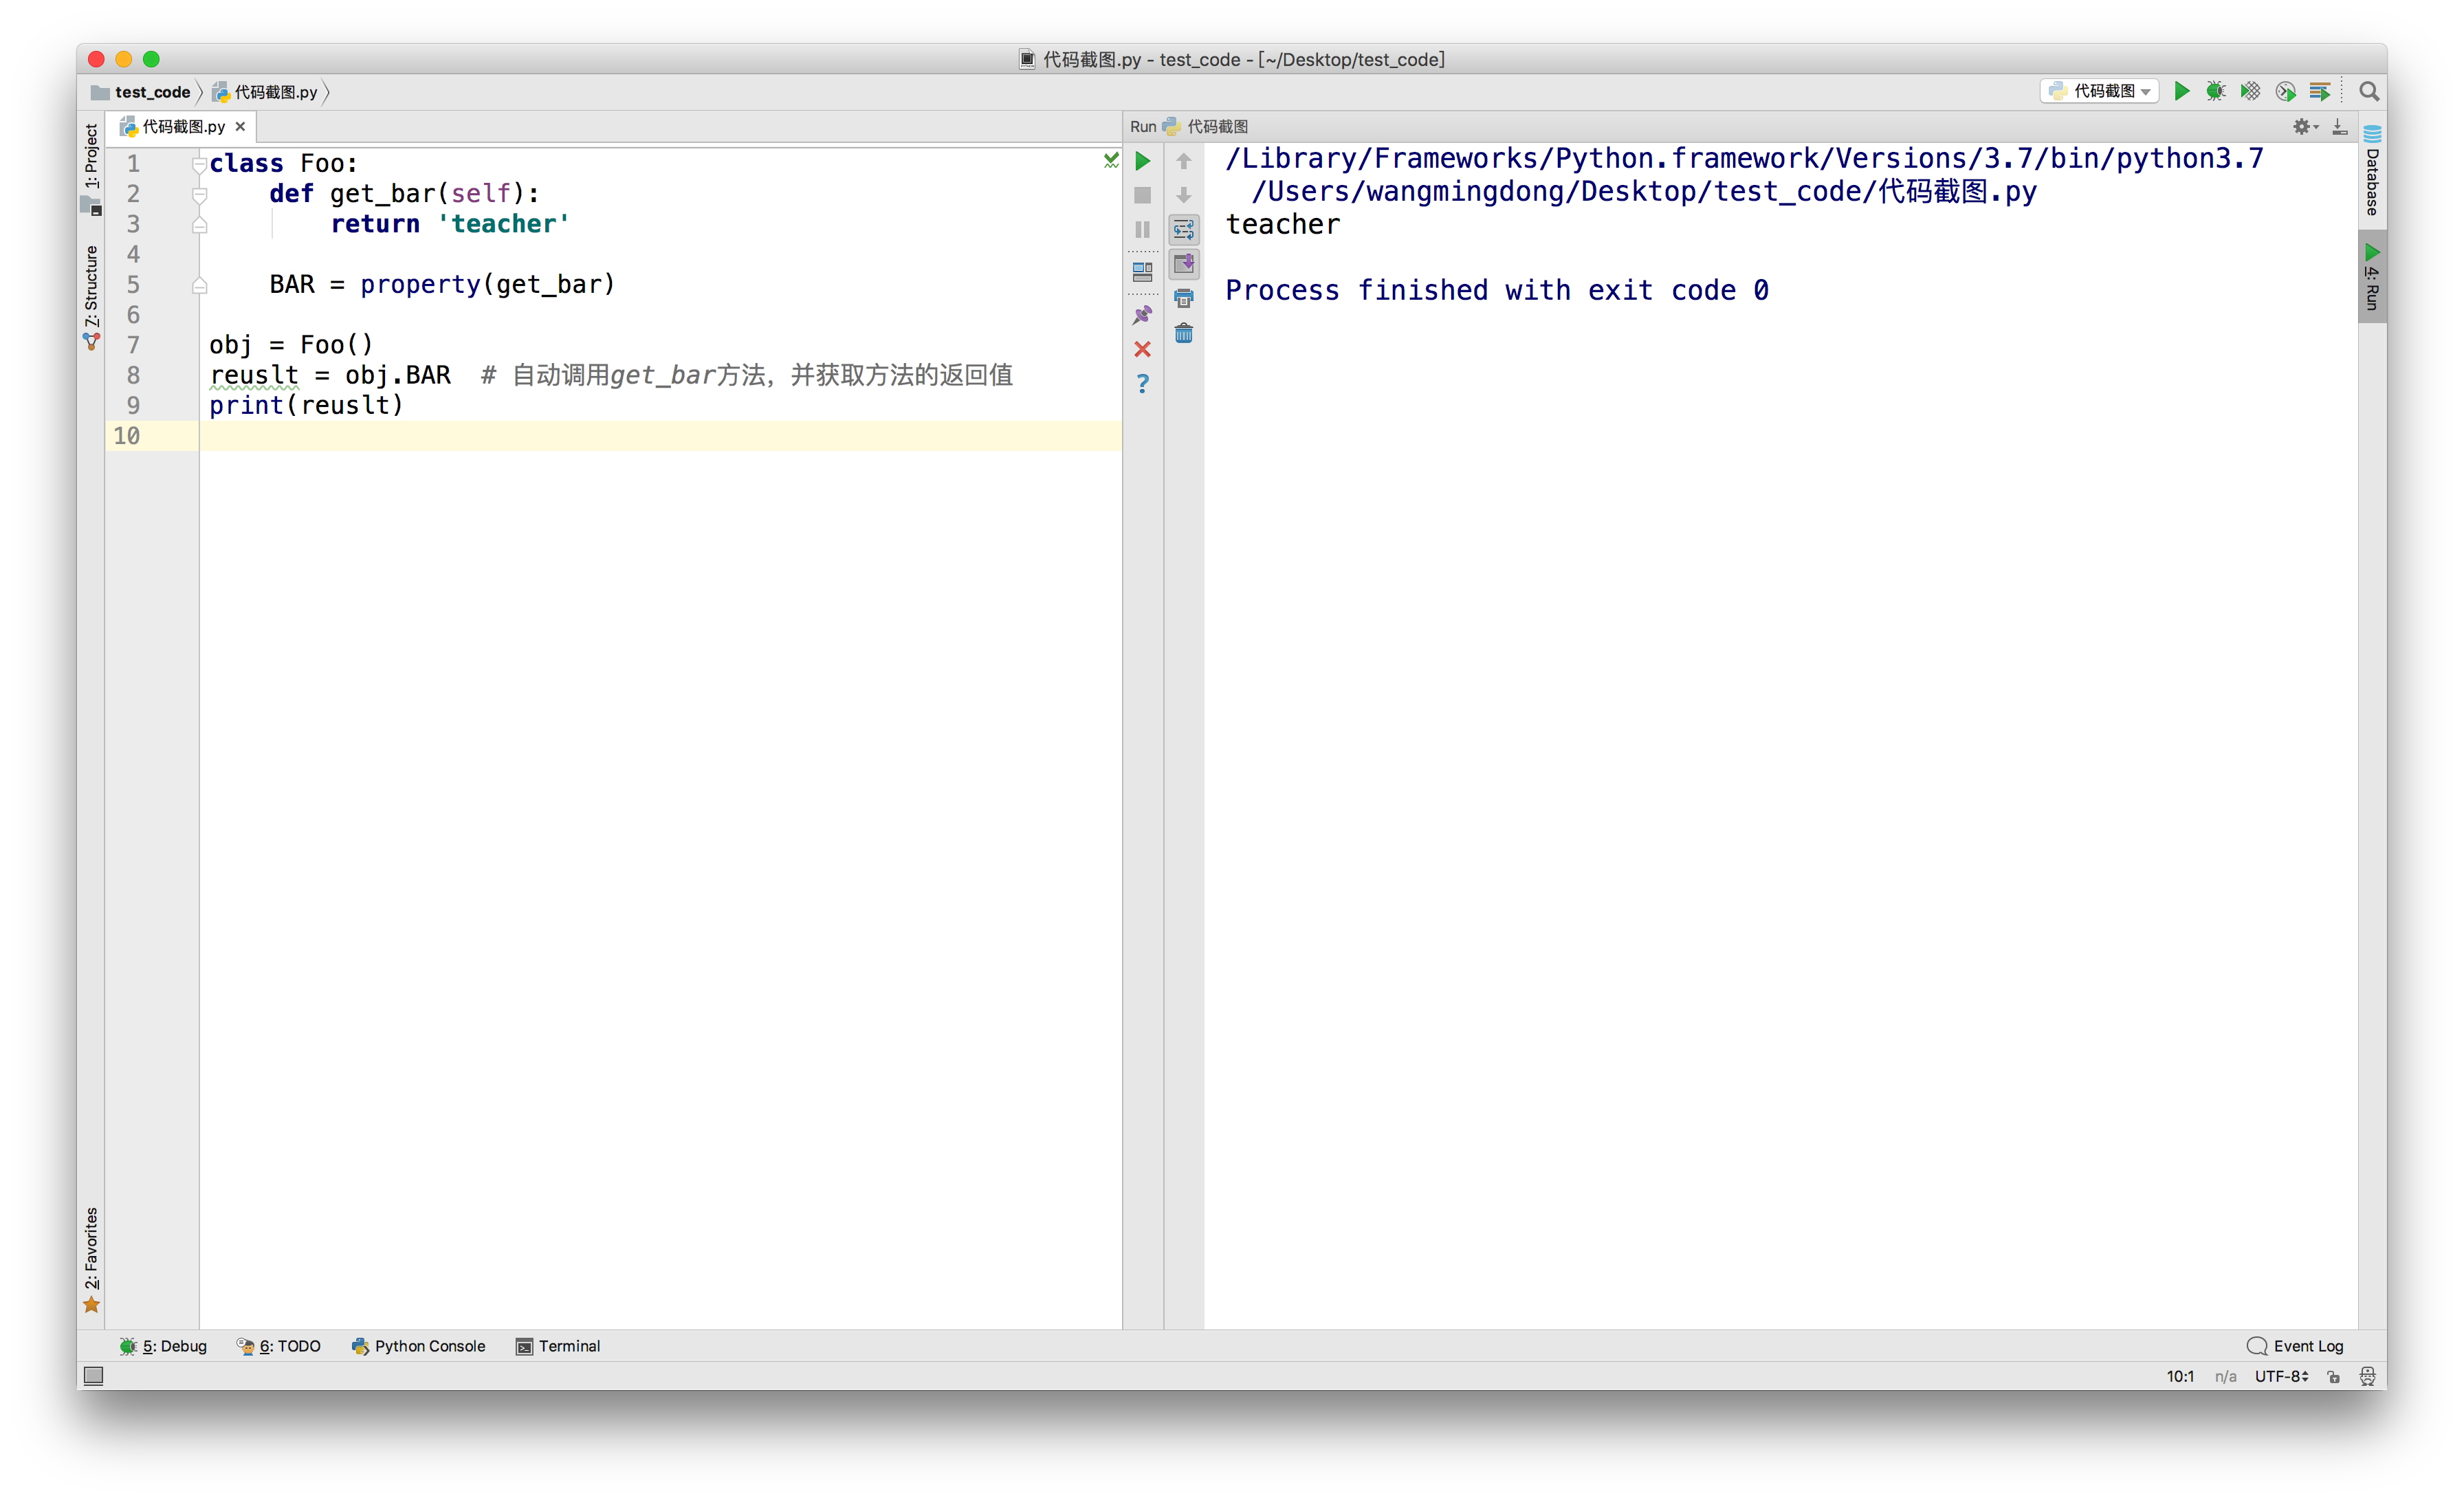 代码截图.py - test_code - [~/Desktop/test_code]
test_code
代码截图.py
代码截图
1: Project
7: Structure
2: Favorites
代码截图.py
1 class Foo:
2 def get_bar(self):
3 return 'teacher'
4
5 BAR = property(get_bar)
6
7 obj = Foo()
8 reuslt = obj.BAR # 自动调用get_bar方法，并获取方法的返回值
9 print(reuslt)
10
Run 代码截图
/Library/Frameworks/Python.framework/Versions/3.7/bin/python3.7
/Users/wangmingdong/Desktop/test_code/代码截图.py
teacher
Process finished with exit code 0
Database
4: Run
5: Debug
6: TODO
Python Console
Terminal
Event Log
10:1
n/a
UTF-8